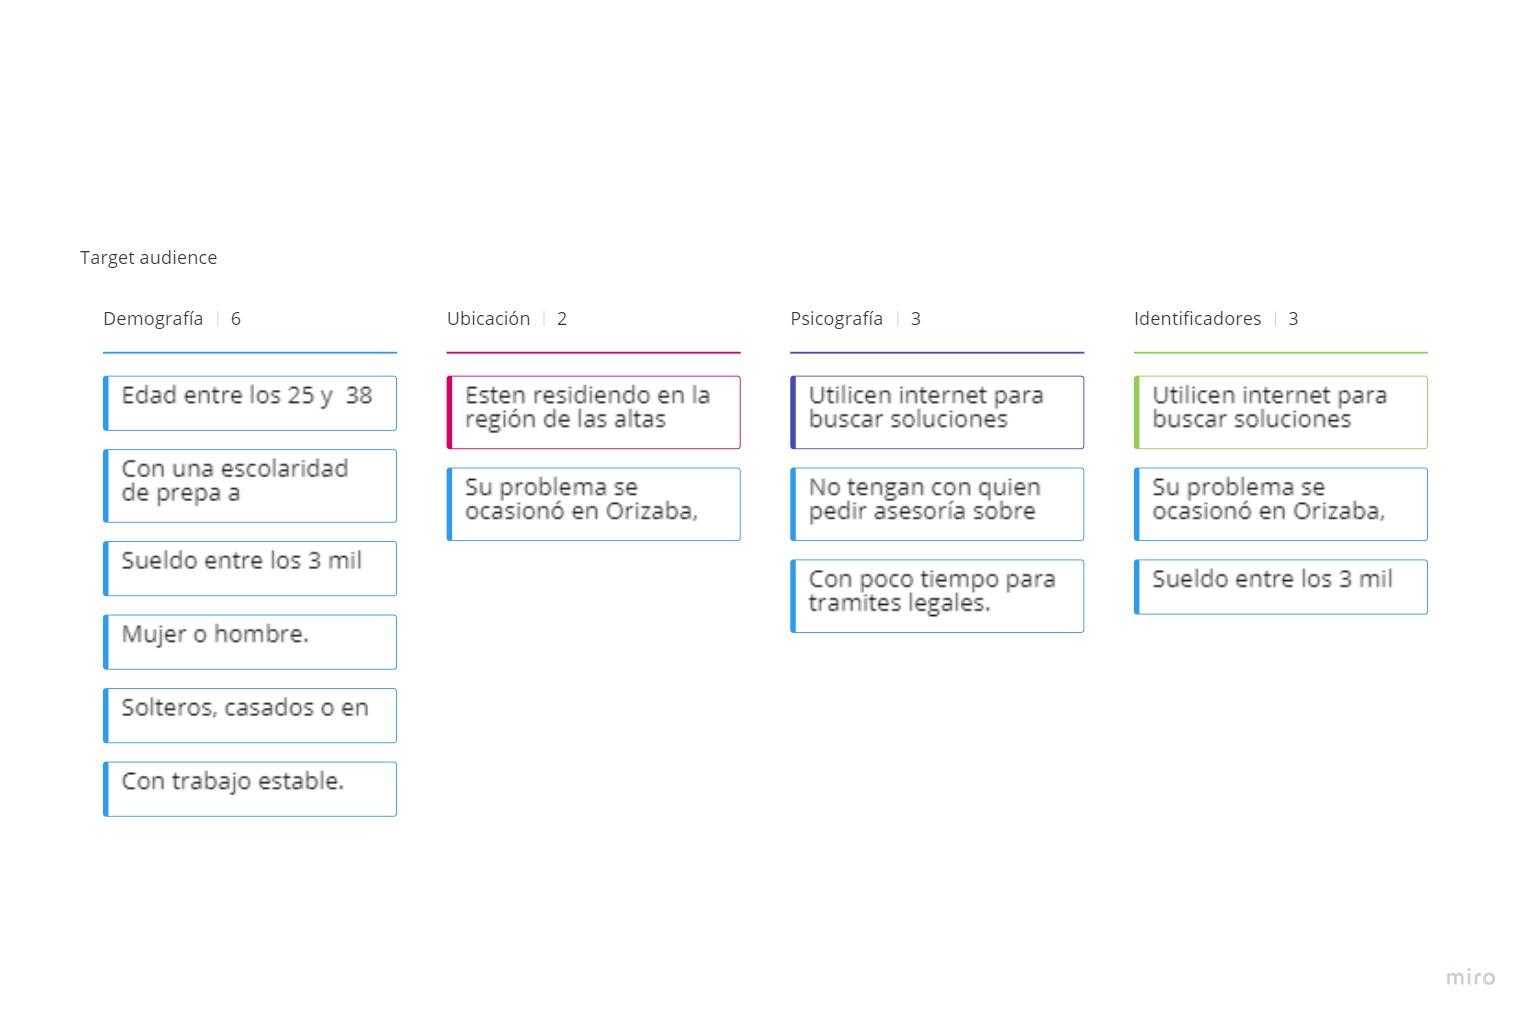 Target audience
Demografía | 6
Edad entre los 25 y  38
Con una escolaridad
de prepa a
Sueldo entre los 3 mil
Mujer o hombre.
Solteros, casados o en
Con trabajo estable.
Ubicación | 2
Esten residiendo en la
región de las altas
Su problema se
ocasionó en Orizaba,
Psicografía | 3
Utilicen internet para
buscar soluciones
No tengan con quien
pedir asesoría sobre
Con poco tiempo para
tramites legales.
Identificadores | 3
Utilicen internet para
buscar soluciones
Su problema se
ocasionó en Orizaba,
Sueldo entre los 3 mil
miro